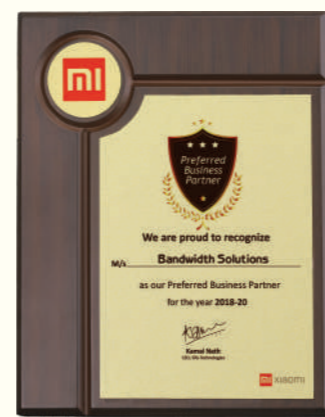 mi
Preferred
Business
Partner
We are proud to recognize
M/s Bandwidth Solutions
as our Preferred Business Partner
for the year 2018-20
Kamal Nath
mi xiaomi